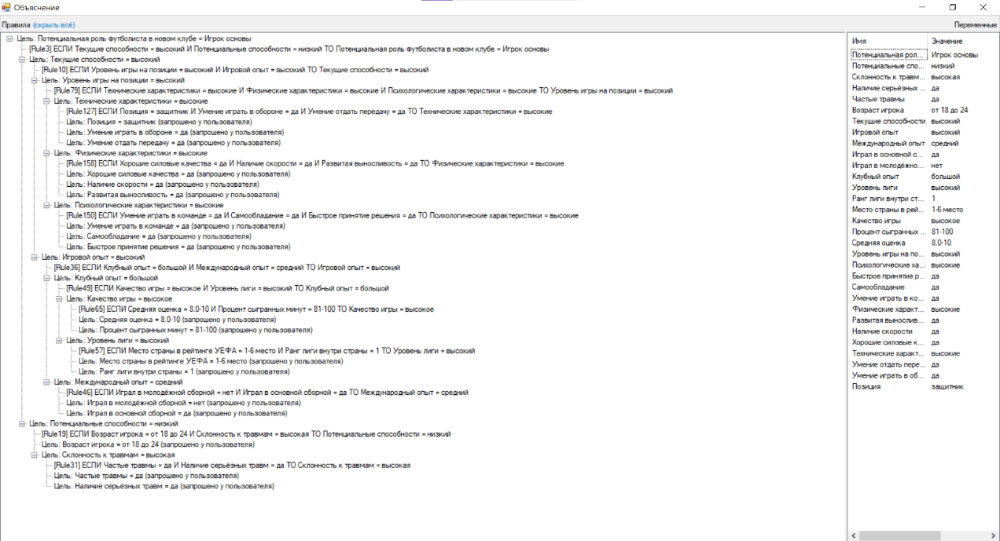 Объяснение
Правила (скрыть всё)
Переменные
Цель: Потенциальная роль футболиста в новом клубе = Игрок основы
[Rule3] ЕСЛИ Текущие способности = высокий И Потенциальные способности = низкий ТО Потенциальная роль футболиста в новом клубе = Игрок основы
Цель: Текущие способности = высокий
[Rule10] ЕСЛИ Уровень игры на позиции = высокий И Игровой опыт = высокий ТО Текущие способности = высокий
Цель: Уровень игры на позиции = высокий
[Rule79] ЕСЛИ Технические характеристики = высокие И Физические характеристики = высокие И Психологические характеристики = высокие ТО Уровень игры на позиции = высокий
Цель: Технические характеристики = высокие
[Rule127] ЕСЛИ Позиция = защитник И Умение играть в обороне = да И Умение отдать передачу = да ТО Технические характеристики = высокие
Цель: Позиция = защитник (запрошено у пользователя)
Цель: Умение играть в обороне = да (запрошено у пользователя)
Цель: Умение отдать передачу = да (запрошено у пользователя)
Цель: Физические характеристики = высокие
[Rule158] ЕСЛИ Хорошие силовые качества = да И Наличие скорости = да И Развитая выносливость = да ТО Физические характеристики = высокие
Цель: Хорошие силовые качества = да (запрошено у пользователя)
Цель: Наличие скорости = да (запрошено у пользователя)
Цель: Развитая выносливость = да (запрошено у пользователя)
Цель: Психологические характеристики = высокие
[Rule150] ЕСЛИ Умение играть в команде = да И Самообладание = да И Быстрое принятие решения = да ТО Психологические характеристики = высокие
Цель: Умение играть в команде = да (запрошено у пользователя)
Цель: Самообладание = да (запрошено у пользователя)
Цель: Быстрое принятие решения = да (запрошено у пользователя)
Цель: Игровой опыт = высокий
[Rule36] ЕСЛИ Клубный опыт = большой И Международный опыт = средний ТО Игровой опыт = высокий
Цель: Клубный опыт = большой
[Rule49] ЕСЛИ Качество игры = высокое И Уровень лиги = высокий ТО Клубный опыт = большой
Цель: Качество игры = высокое
[Rule65] ЕСЛИ Средняя оценка = 8.0-10 И Процент сыгранных минут = 81-100 ТО Качество игры = высокое
Цель: Средняя оценка = 8.0-10 (запрошено у пользователя)
Цель: Процент сыгранных минут = 81-100 (запрошено у пользователя)
Цель: Уровень лиги = высокий
[Rule57] ЕСЛИ Место страны в рейтинге УЕФА = 1-6 место И Ранг лиги внутри страны = 1 ТО Уровень лиги = высокий
Цель: Место страны в рейтинге УЕФА = 1-6 место (запрошено у пользователя)
Цель: Ранг лиги внутри страны = 1 (запрошено у пользователя)
Цель: Международный опыт = средний
[Rule46] ЕСЛИ Играл в молодёжной сборной = нет И Играл в основной сборной = да ТО Международный опыт = средний
Цель: Играл в молодёжной сборной = нет (запрошено у пользователя)
Цель: Играл в основной сборной = да (запрошено у пользователя)
Цель: Потенциальные способности = низкий
[Rule19] ЕСЛИ Возраст игрока = от 18 до 24 И Склонность к травмам = высокая ТО Потенциальные способности = низкий
Цель: Возраст игрока = от 18 до 24 (запрошено у пользователя)
Цель: Склонность к травмам = высокая
[Rule31] ЕСЛИ Частые травмы = да И Наличие серьёзных травм = да ТО Склонность к травмам = высокая
Цель: Частые травмы = да (запрошено у пользователя)
Цель: Наличие серьёзных травм = да (запрошено у пользователя)
Имя Значение
Потенциальная рол... Игрок основы
Потенциальные спо... низкий
Склонность к травм... высокая
Наличие серьёзных ... да
Частые травмы да
Возраст игрока от 18 до 24
Текущие способности высокий
Игровой опыт высокий
Международный опыт средний
Играл в основной с... да
Играл в молодёжно... нет
Клубный опыт большой
Уровень лиги высокий
Ранг лиги внутри ст... 1
Место страны в рей... 1-6 место
Качество игры высокое
Процент сыгранных ... 81-100
Средняя оценка 8.0-10
Уровень игры на по... высокий
Психологические ха... высокие
Быстрое принятие р... да
Самообладание да
Умение играть в ко... да
Физические характ... высокие
Развитая вынослив... да
Наличие скорости да
Хорошие силовые к... да
Технические характ... высокие
Умение отдать пере... да
Умение играть в об... да
Позиция защитник